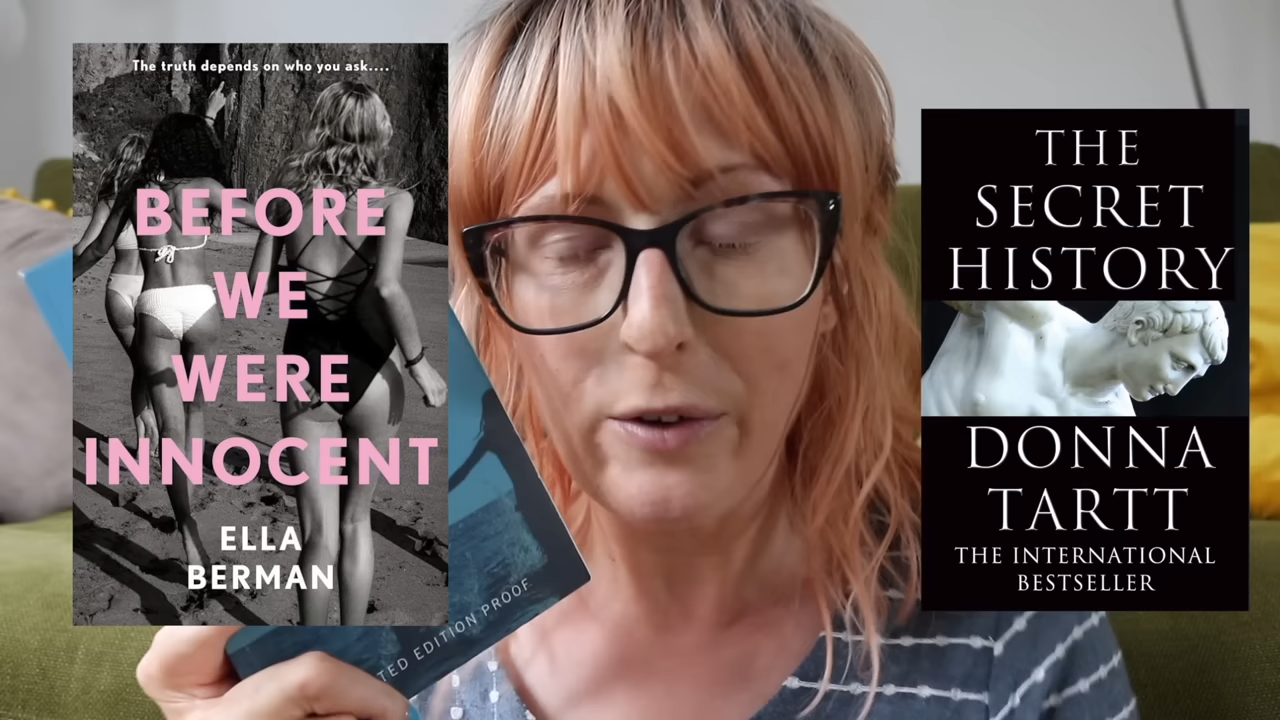 The truth depends on who you ask....
BEFORE
WE
WERE
INNOCENT
ELLA
BERMAN
TED EDITION PROOF
THE
SECRET
HISTORY
DONNA
TARTT
THE INTERNATIONAL
BESTSELLER